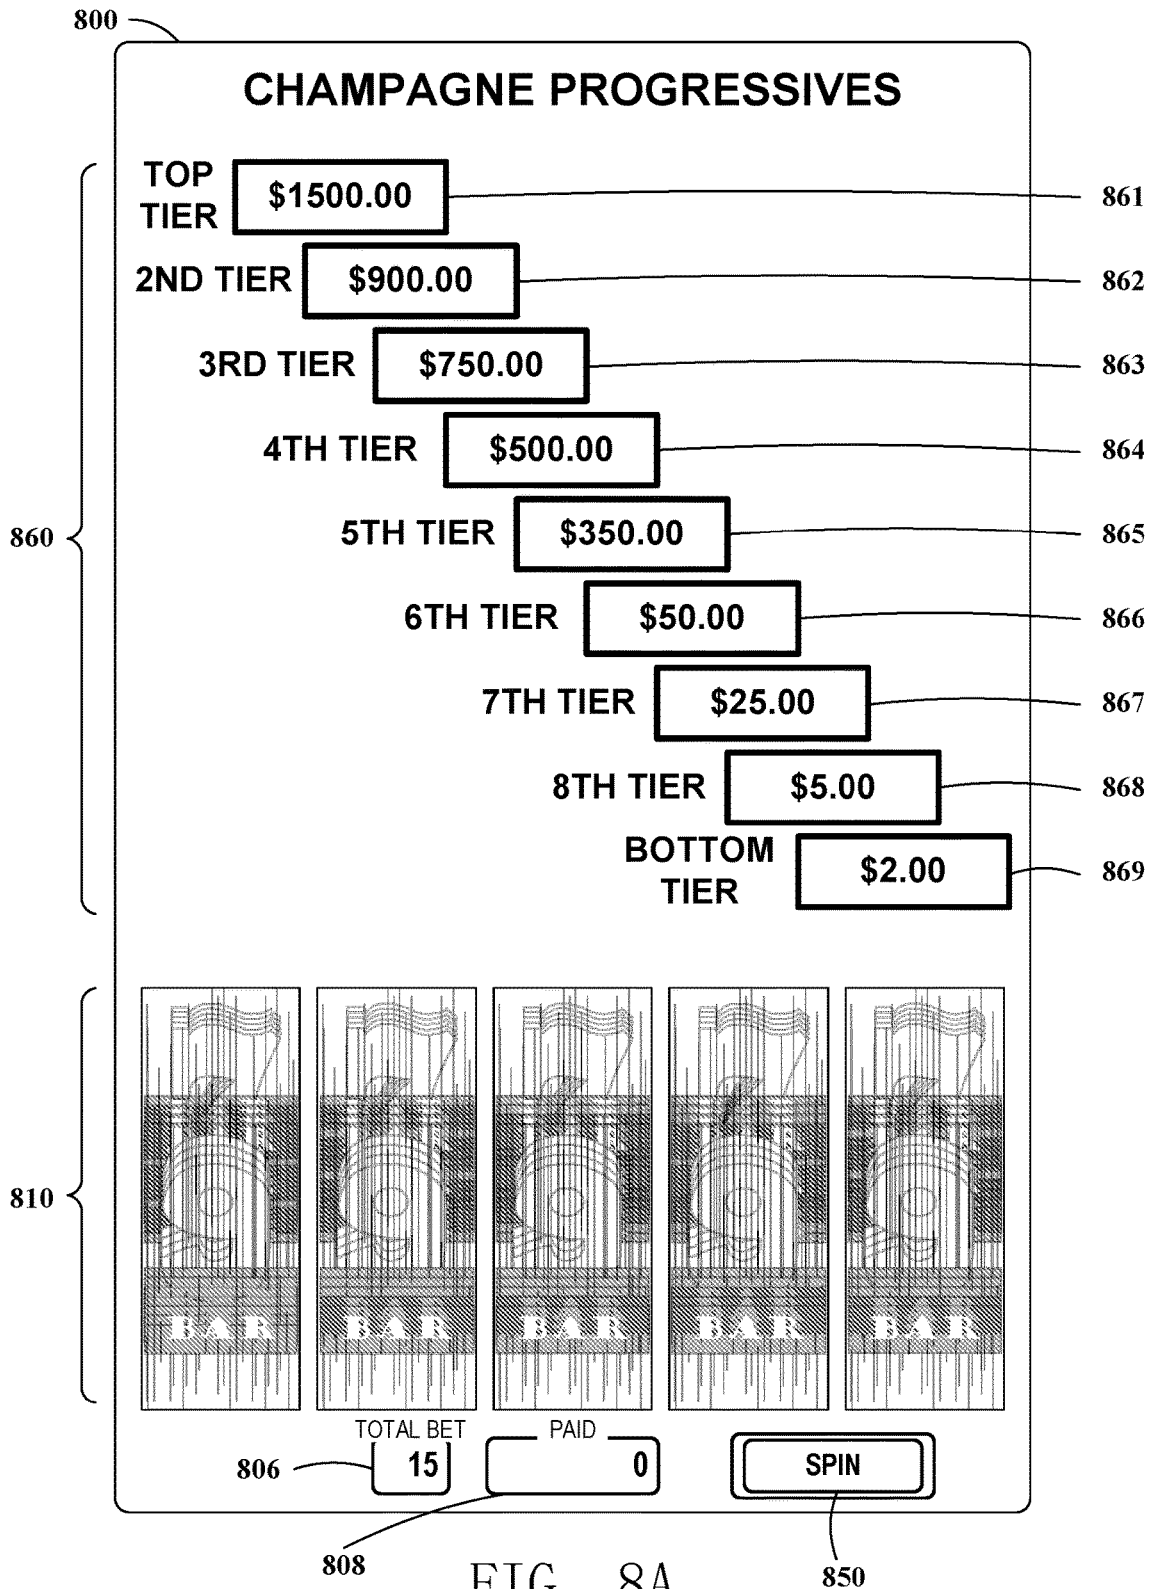 800
CHAMPAGNE PROGRESSIVES
TOP
TIER
$1500.00
861
2ND TIER
$900.00
862
3RD TIER
$750.00
863
4TH TIER
$500.00
864
860
5TH TIER
$350.00
865
6TH TIER
$50.00
866
7TH TIER
$25.00
867
8TH TIER
$5.00
868
BOTTOM
TIER
$2.00
869
810
BAR BAR BAR BAR BAR
TOTAL BET
PAID
806
15
0
SPIN
808
850
FIG. 8A